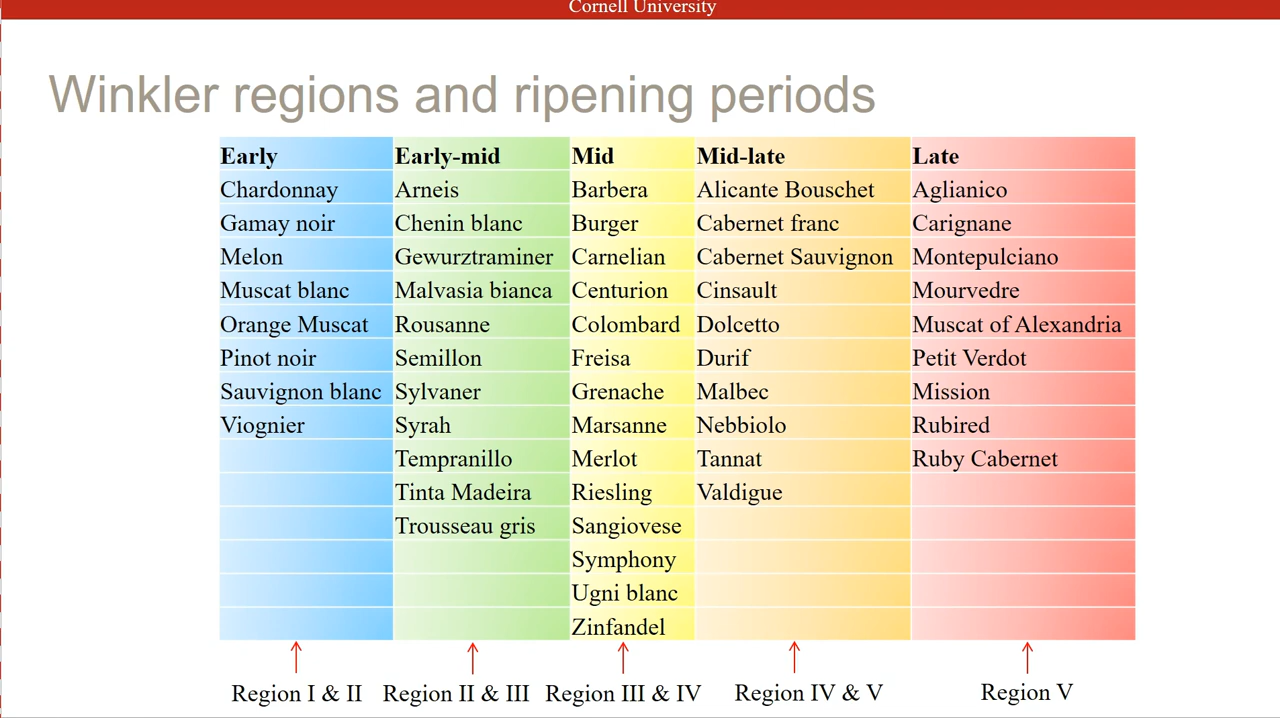 Cornell University
Winkler regions and ripening periods
Early Early-mid Mid Mid-late Late
Chardonnay Arneis Barbera Alicante Bouschet Aglianico
Gamay noir Chenin blanc Burger Cabernet franc Carignane
Melon Gewurztraminer Carnelian Cabernet Sauvignon Montepulciano
Muscat blanc Malvasia bianca Centurion Cinsault Mourvedre
Orange Muscat Rousanne Colombard Dolcetto Muscat of Alexandria
Pinot noir Semillon Freisa Durif Petit Verdot
Sauvignon blanc Sylvaner Grenache Malbec Mission
Viognier Syrah Marsanne Nebbiolo Rubired
Tempranillo Merlot Tannat Ruby Cabernet
Tinta Madeira Riesling Valdigue
Trousseau gris Sangiovese
Symphony
Ugni blanc
Zinfandel
Region I & II Region II & III Region III & IV Region IV & V Region V